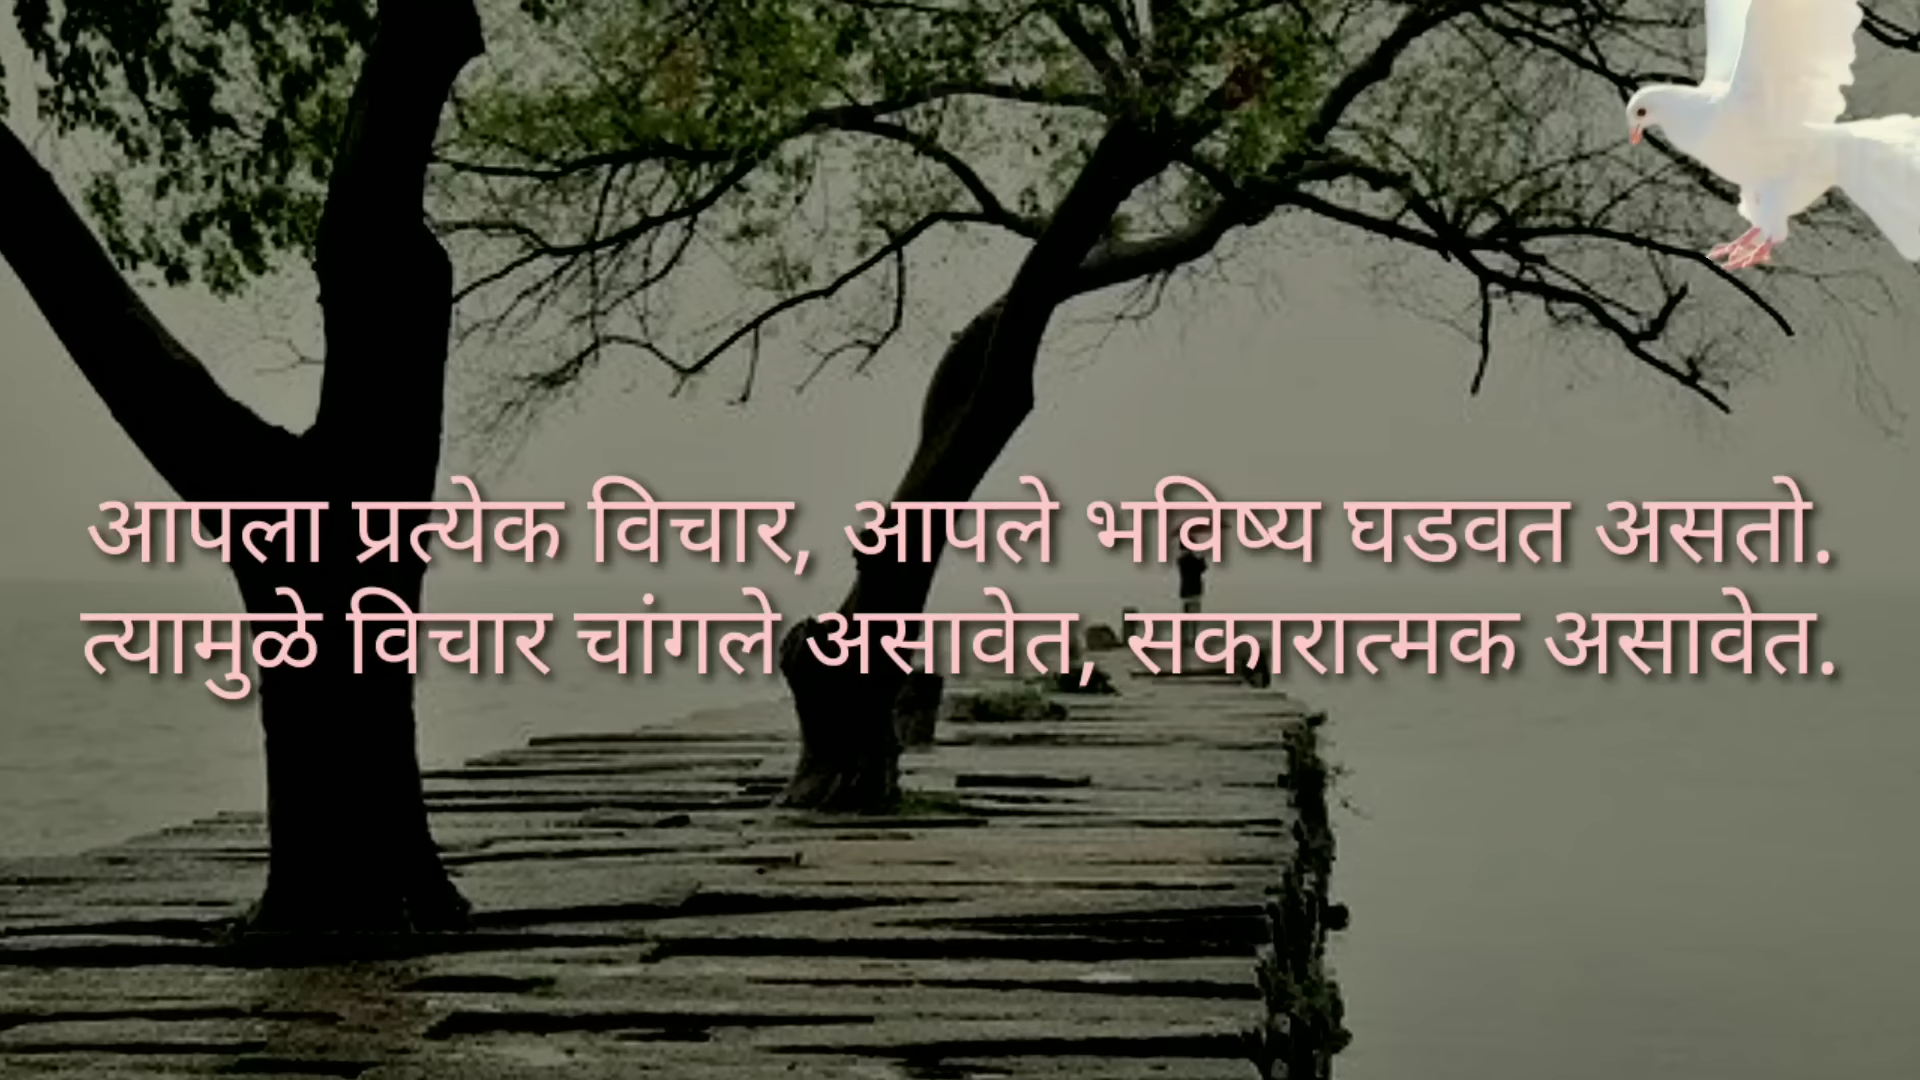 आपला प्रत्येक विचार, आपले भविष्य घडवत असतो.
त्यामुळे विचार चांगले असावेत, सकारात्मक असावेत.